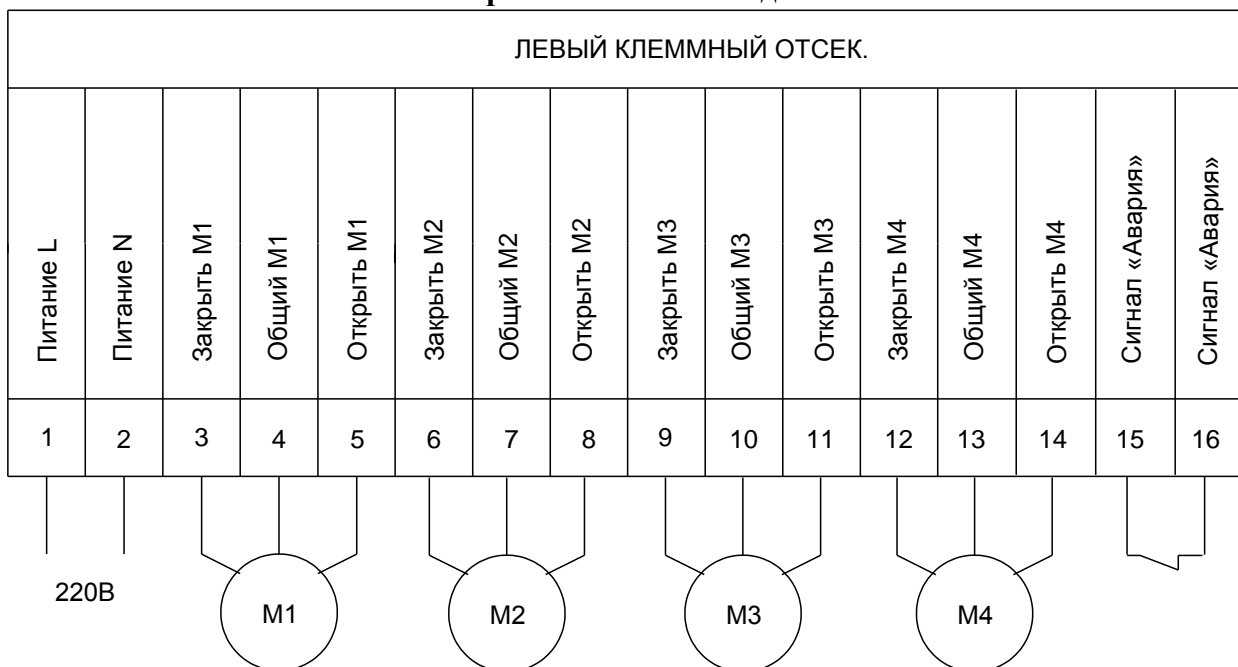 ЛЕВЫЙ КЛЕММНЫЙ ОТСЕК.
Питание L
Питание N
Закрыть М1
Общий М1
Открыть М1
Закрыть М2
Общий М2
Открыть М2
Закрыть М3
Общий М3
Открыть М3
Закрыть М4
Общий М4
Открыть М4
Сигнал «Авария»
Сигнал «Авария»
1 2 3 4 5 6 7 8 9 10 11 12 13 14 15 16
220В
М1 М2 М3 М4